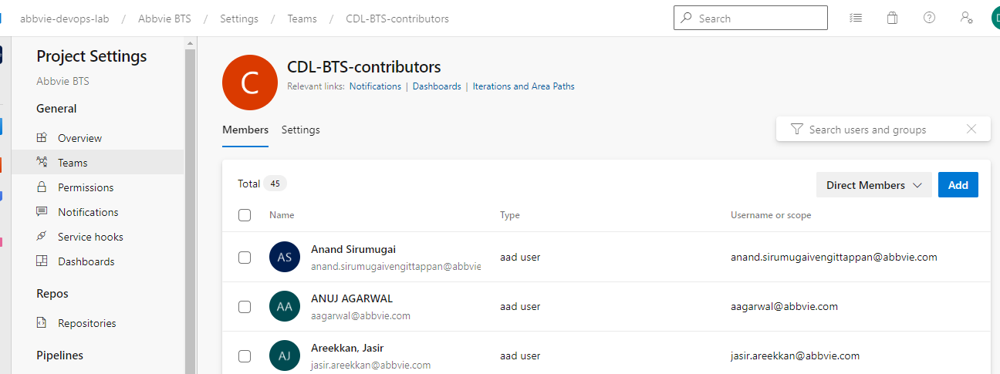 abbvie-devops-lab / Abbvie BTS / Settings / Teams / CDL-BTS-contributors
Search
Project Settings
Abbvie BTS
General
Overview
Teams
Permissions
Notifications
Service hooks
Dashboards
Repos
Repositories
Pipelines
C
CDL-BTS-contributors
Relevant links: Notifications | Dashboards | Iterations and Area Paths
Members Settings
Search users and groups
Total 45
Direct Members
Add
Name Type Username or scope
AS
Anand Sirumugai
anand.sirumugaivengittappan@abbvie
aad user
anand.sirumugaivengittappan@abbvie.com
AA
ANUJ AGARWAL
aagarwal@abbvie.com
aad user
aagarwal@abbvie.com
AJ
Areekkan, Jasir
jasir.areekkan@abbvie.com
aad user
jasir.areekkan@abbvie.com